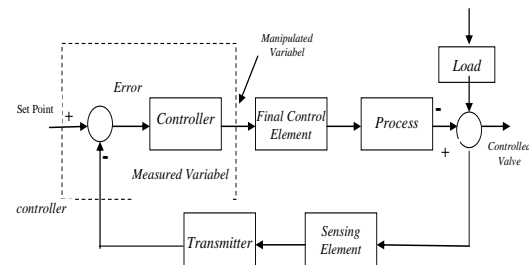 Manipulated
Variabel
Load
Error
Set Point
+
-
Controller
Final Control
Element
Process
-
+
Controlled
Valve
Measured Variabel
controller
Transmitter
Sensing
Element